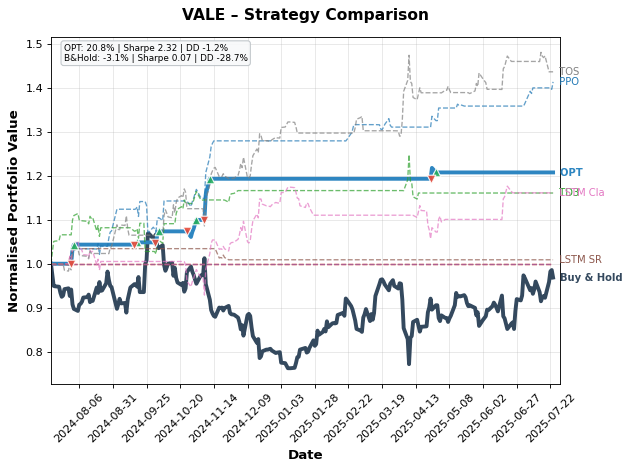 VALE – Strategy Comparison
OPT: 20.8% | Sharpe 2.32 | DD -1.2%
B&Hold: -3.1% | Sharpe 0.07 | DD -28.7%
Normalised Portfolio Value
1.5
1.4
1.3
1.2
1.1
1.0
0.9
0.8
TOS
PPO
OPT
LSTM Cla
LSTM SR
Buy & Hold
2024-08-06
2024-08-31
2024-09-25
2024-10-20
2024-11-14
2024-12-09
2025-01-03
2025-01-28
2025-02-22
2025-03-19
2025-04-13
2025-05-08
2025-06-02
2025-06-27
2025-07-22
Date